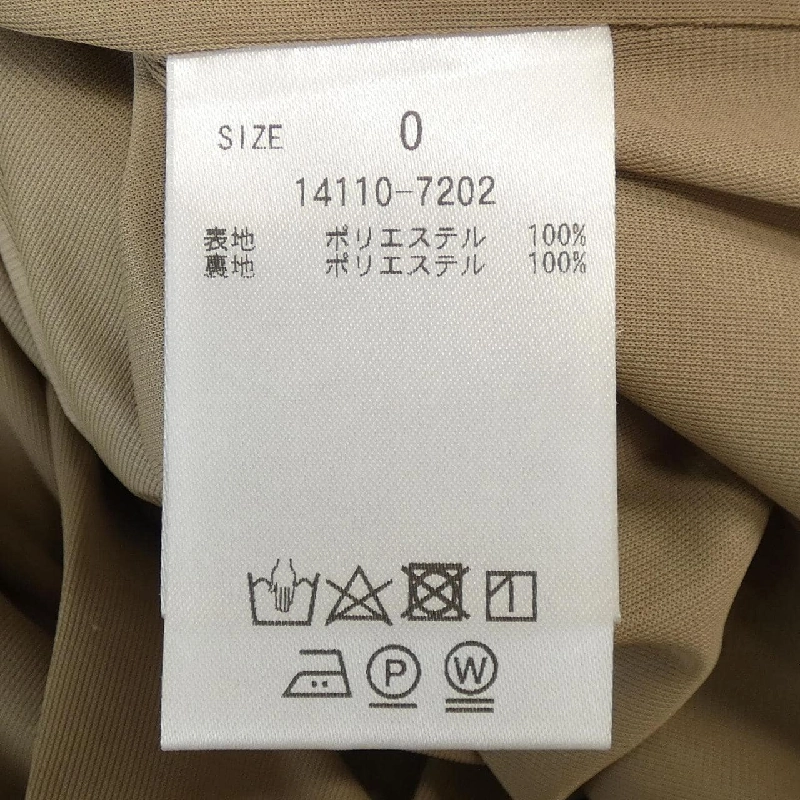 SIZE 0
14110-7202
表地 ポリエステル 100%
裏地 ポリエステル 100%
P W